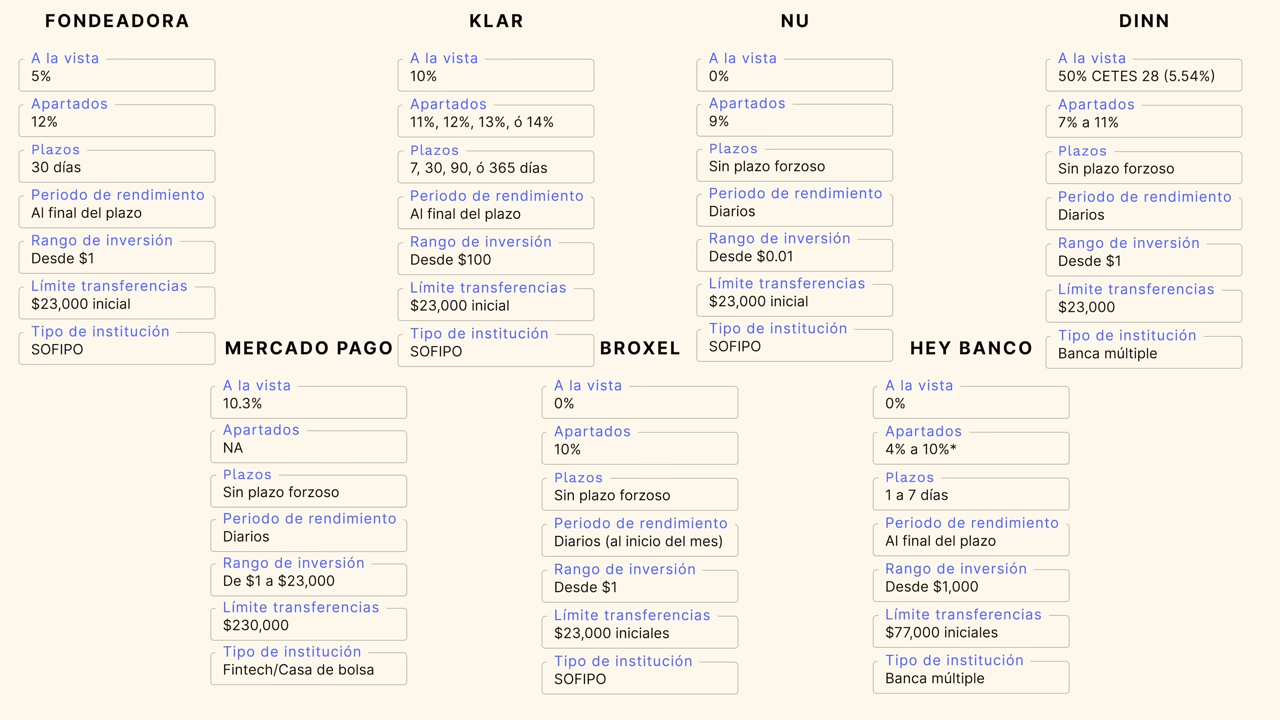 FONDEADORA
A la vista
5%
Apartados
12%
Plazos
30 días
Periodo de rendimiento
Al final del plazo
Rango de inversión
Desde $1
Límite transferencias
$23,000 inicial
Tipo de institución
SOFIPO
KLAR
A la vista
10%
Apartados
11%, 12%, 13%, ó 14%
Plazos
7, 30, 90, ó 365 días
Periodo de rendimiento
Al final del plazo
Rango de inversión
Desde $100
Límite transferencias
$23,000 inicial
Tipo de institución
SOFIPO
NU
A la vista
0%
Apartados
9%
Plazos
Sin plazo forzoso
Periodo de rendimiento
Diarios
Rango de inversión
Desde $0.01
Límite transferencias
$23,000 inicial
Tipo de institución
SOFIPO
DINN
A la vista
50% CETES 28 (5.54%)
Apartados
7% a 11%
Plazos
Sin plazo forzoso
Periodo de rendimiento
Diarios
Rango de inversión
Desde $1
Límite transferencias
$23,000
Tipo de institución
Banca múltiple
MERCADO PAGO
A la vista
10.3%
Apartados
NA
Plazos
Sin plazo forzoso
Periodo de rendimiento
Diarios
Rango de inversión
De $1 a $23,000
Límite transferencias
$230,000
Tipo de institución
Fintech/Casa de bolsa
BROXEL
A la vista
0%
Apartados
10%
Plazos
Sin plazo forzoso
Periodo de rendimiento
Diarios (al inicio del mes)
Rango de inversión
Desde $1
Límite transferencias
$23,000 iniciales
Tipo de institución
SOFIPO
HEY BANCO
A la vista
0%
Apartados
4% a 10%*
Plazos
1 a 7 días
Periodo de rendimiento
Al final del plazo
Rango de inversión
Desde $1,000
Límite transferencias
$77,000 iniciales
Tipo de institución
Banca múltiple